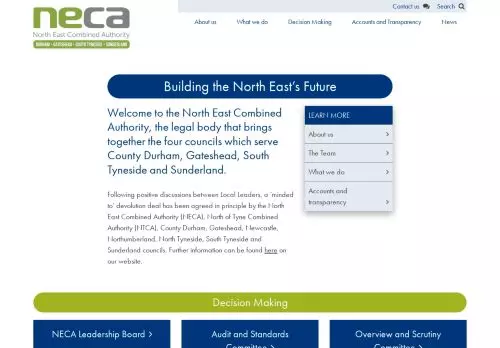 Contact us
Search
neca
North East Combined Authority
DURHAM • GATESHEAD • SOUTH TYNESIDE • SUNDERLAND
About us
What we do
Decision Making
Accounts and Transparency
News
Building the North East's Future
Welcome to the North East Combined
Authority, the legal body that brings
together the four councils which serve
County Durham, Gateshead, South
Tyneside and Sunderland.
LEARN MORE
About us
The Team
What we do
Accounts and
transparency
Following positive discussions between Local Leaders, a 'minded
to' devolution deal has been agreed in principle by the North
East Combined Authority (NECA), North of Tyne Combined
Authority (NTCA), County Durham, Gateshead, Newcastle,
Northumberland, North Tyneside, South Tyneside and
Sunderland councils. Further information can be found here on
our website.
Decision Making
NECA Leadership Board
Audit and Standards
Committee
Overview and Scrutiny
Committee